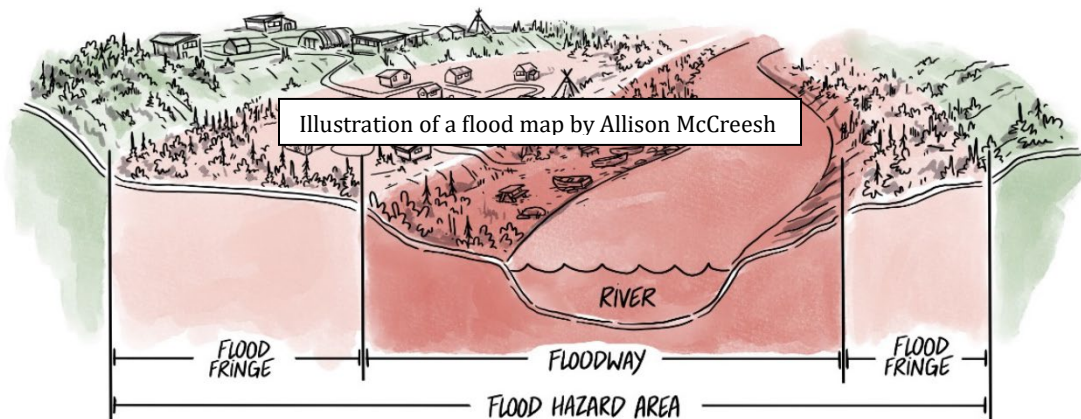 Illustration of a flood map by Allison McCreesh
RIVER
FLOOD
FRINGE
FLOODWAY
FLOOD
FRINGE
FLOOD HAZARD AREA